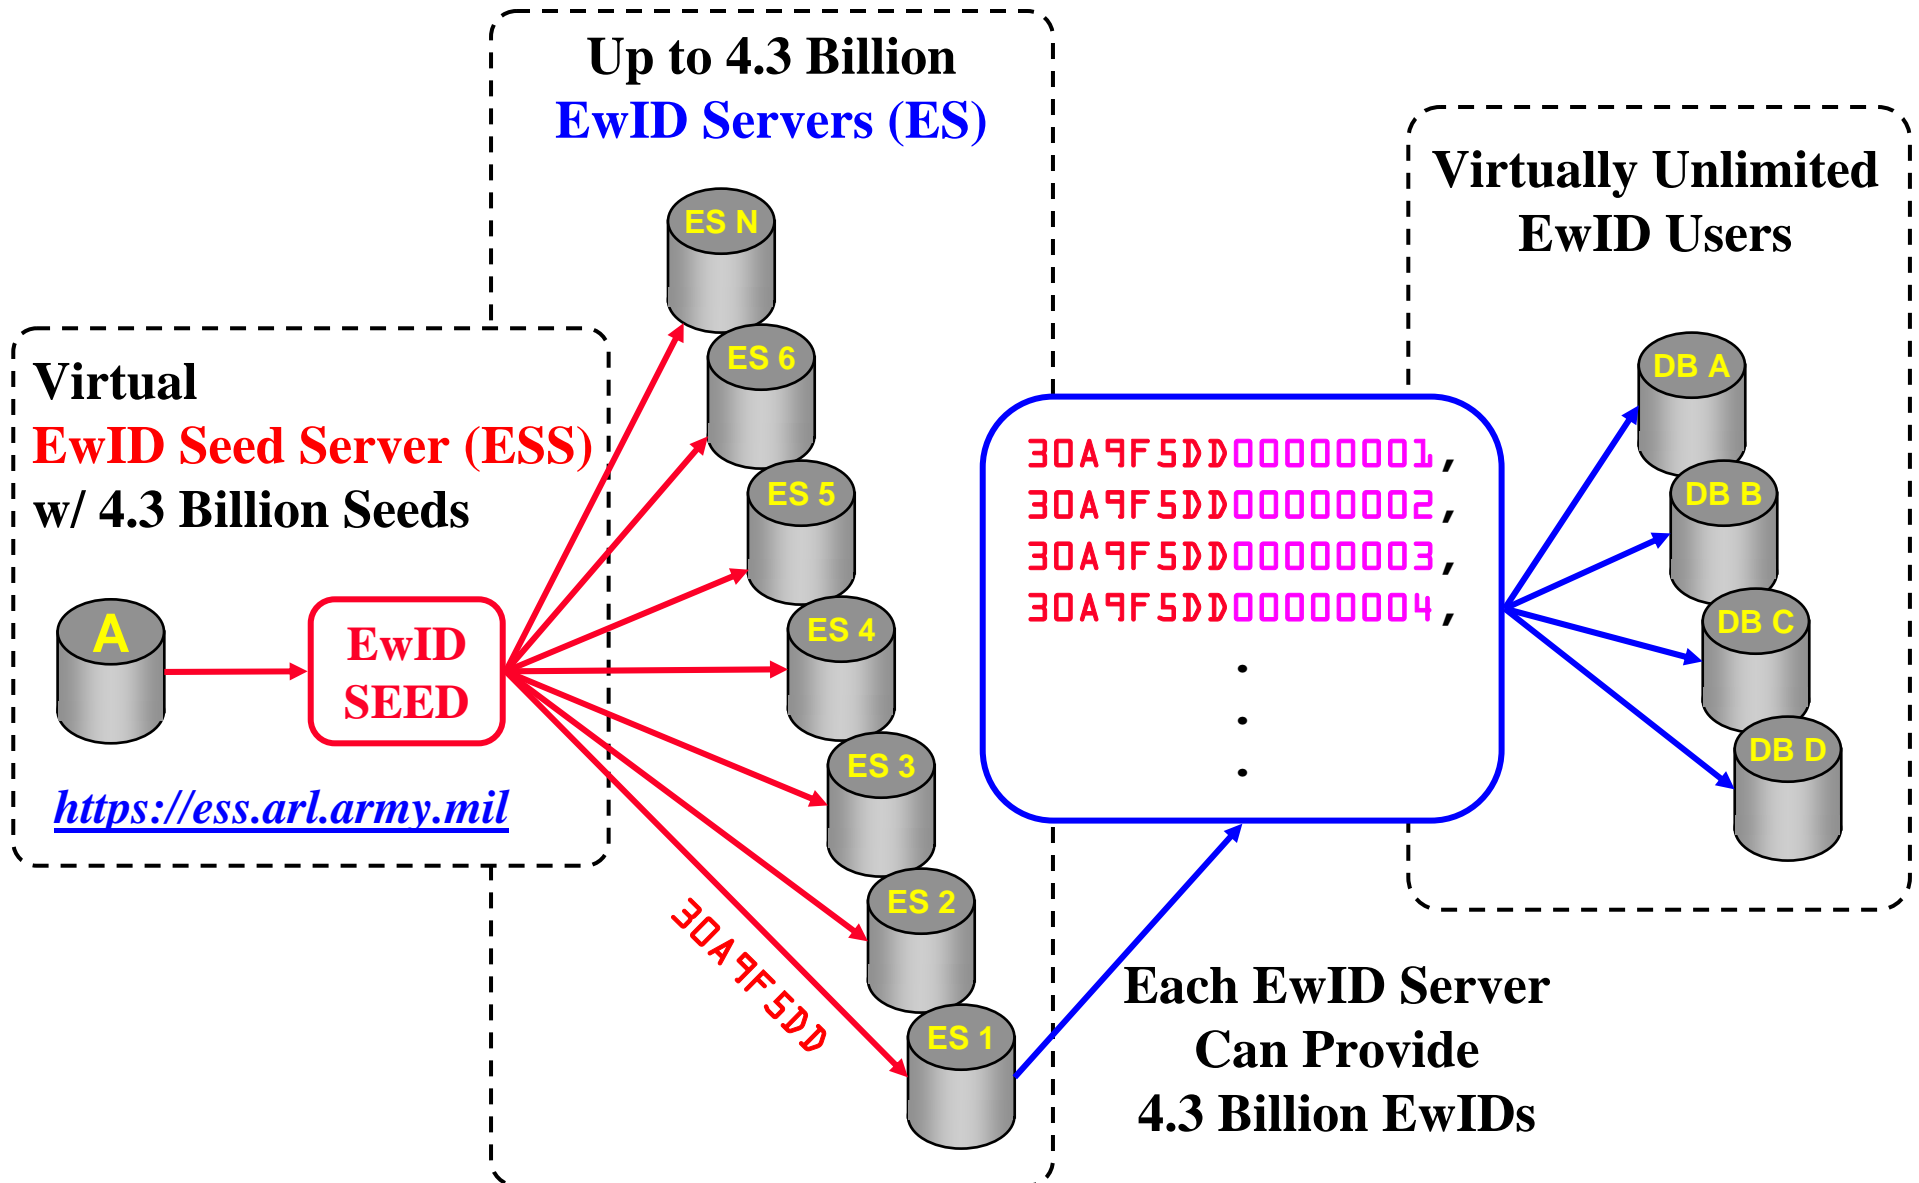 Up to 4.3 Billion
EwID Servers (ES)
Virtually Unlimited
EwID Users
Virtual
EwID Seed Server (ESS)
w/ 4.3 Billion Seeds
A
EwID
SEED
https://ess.arl.army.mil
ES N
ES 6
ES 5
ES 4
ES 3
ES 2
ES 1
30A9F5DD
30A9F5DD00000001,
30A9F5DD00000002,
30A9F5DD00000003,
30A9F5DD00000004,
.
.
.
DB A
DB B
DB C
DB D
Each EwID Server
Can Provide
4.3 Billion EwIDs